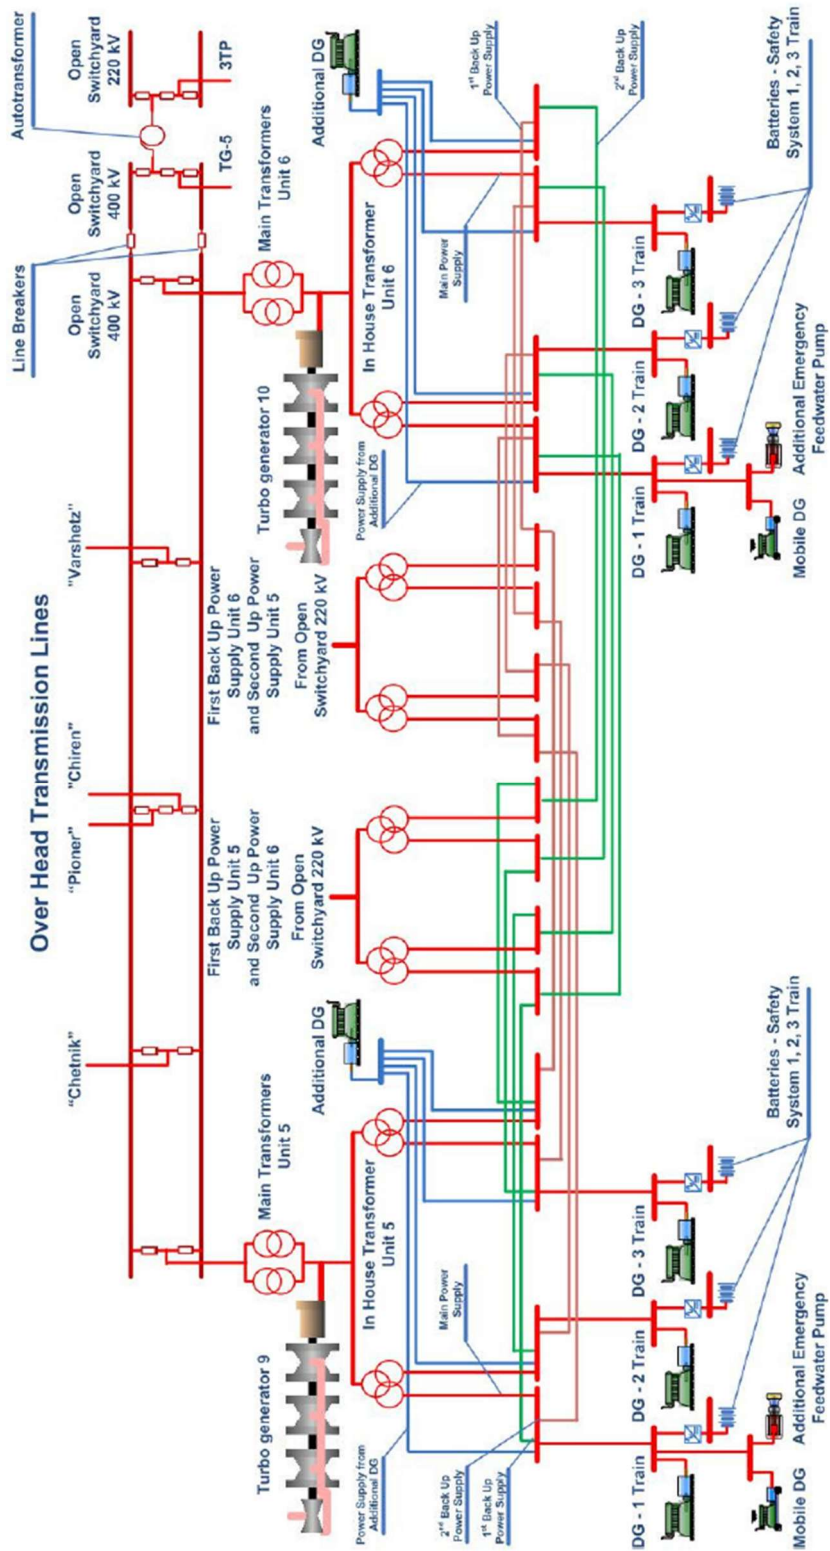 Over Head Transmission Lines
"Chetnik"
"Pioner"
"Chiren"
"Varshetz"
Line Breakers
Autotransformer
Open
Switchyard
400 kV
Open
Switchyard
400 kV
Open
Switchyard
220 kV
TG-5
3TP
Main Transformers
Unit 5
First Back Up Power
Supply Unit 5
and Second Up Power
Supply Unit 6
From Open
Switchyard 220 kV
First Back Up Power
Supply Unit 6
and Second Up Power
Supply Unit 5
From Open
Switchyard 220 kV
Main Transformers
Unit 6
Turbo generator 9
In House Transformer
Unit 5
Additional DG
Turbo generator 10
In House Transformer
Unit 6
Additional DG
Power Supply from
Additional DG
Main Power
Supply
2nd Back Up
Power Supply
1st Back Up
Power Supply
Power Supply from
Additional DG
Main Power
Supply
1st Back Up
Power Supply
2nd Back Up
Power Supply
DG - 1 Train
DG - 2 Train
DG - 3 Train
Batteries - Safety
System 1, 2, 3 Train
DG - 1 Train
DG - 2 Train
DG - 3 Train
Batteries - Safety
System 1, 2, 3 Train
Mobile DG
Additional Emergency
Feedwater Pump
Mobile DG
Additional Emergency
Feedwater Pump